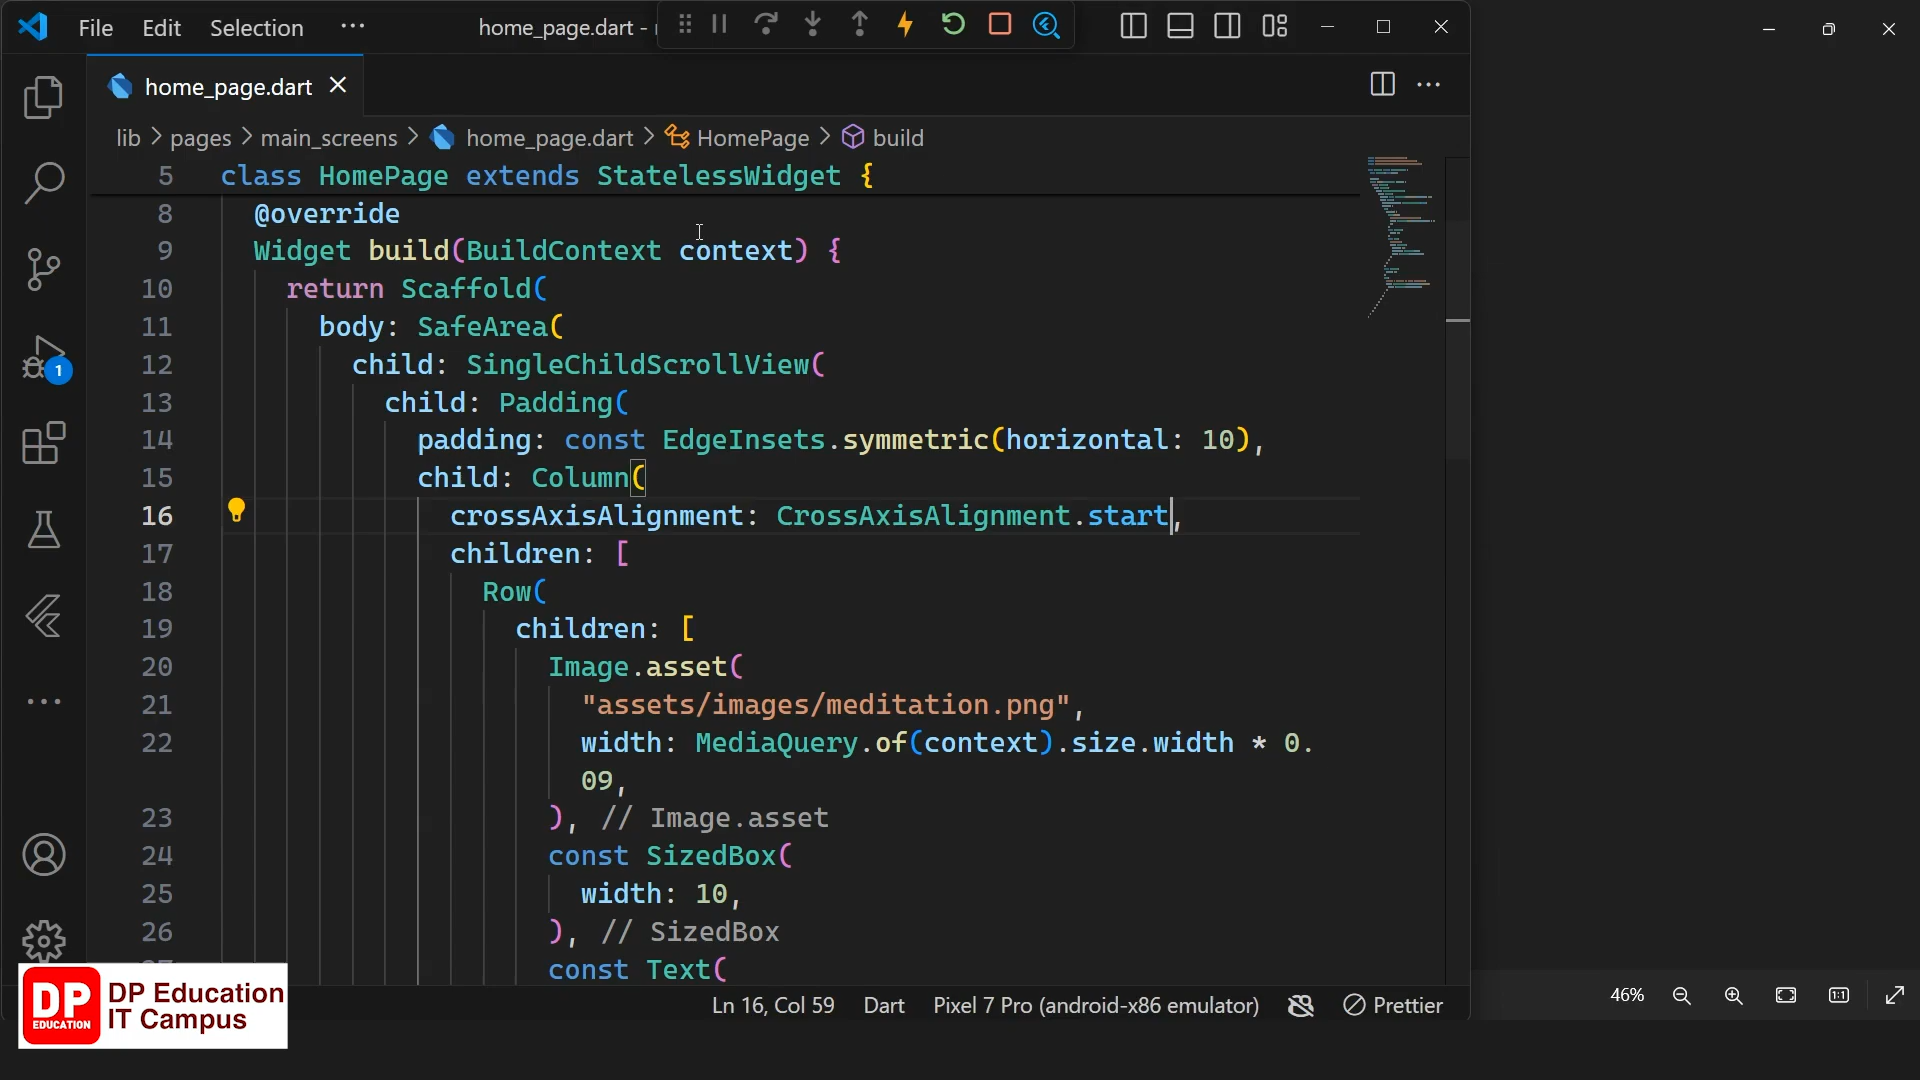 File Edit Selection ···
home_page.dart -
home_page.dart
lib > pages > main_screens > home_page.dart > HomePage > build
5 class HomePage extends StatelessWidget {
8 @override
9 Widget build(BuildContext context) {
10 return Scaffold(
11 body: SafeArea(
12 child: SingleChildScrollView(
13 child: Padding(
14 padding: const EdgeInsets.symmetric(horizontal: 10),
15 child: Column(
16 crossAxisAlignment: CrossAxisAlignment.start,
17 children: [
18 Row(
19 children: [
20 Image.asset(
21 "assets/images/meditation.png",
22 width: MediaQuery.of(context).size.width * 0.
09,
23 ), // Image.asset
24 const SizedBox(
25 width: 10,
26 ), // SizedBox
const Text(
1
Ln 16, Col 59 Dart Pixel 7 Pro (android-x86 emulator) Prettier
46% 1:1
DP EDUCATION
DP Education
IT Campus